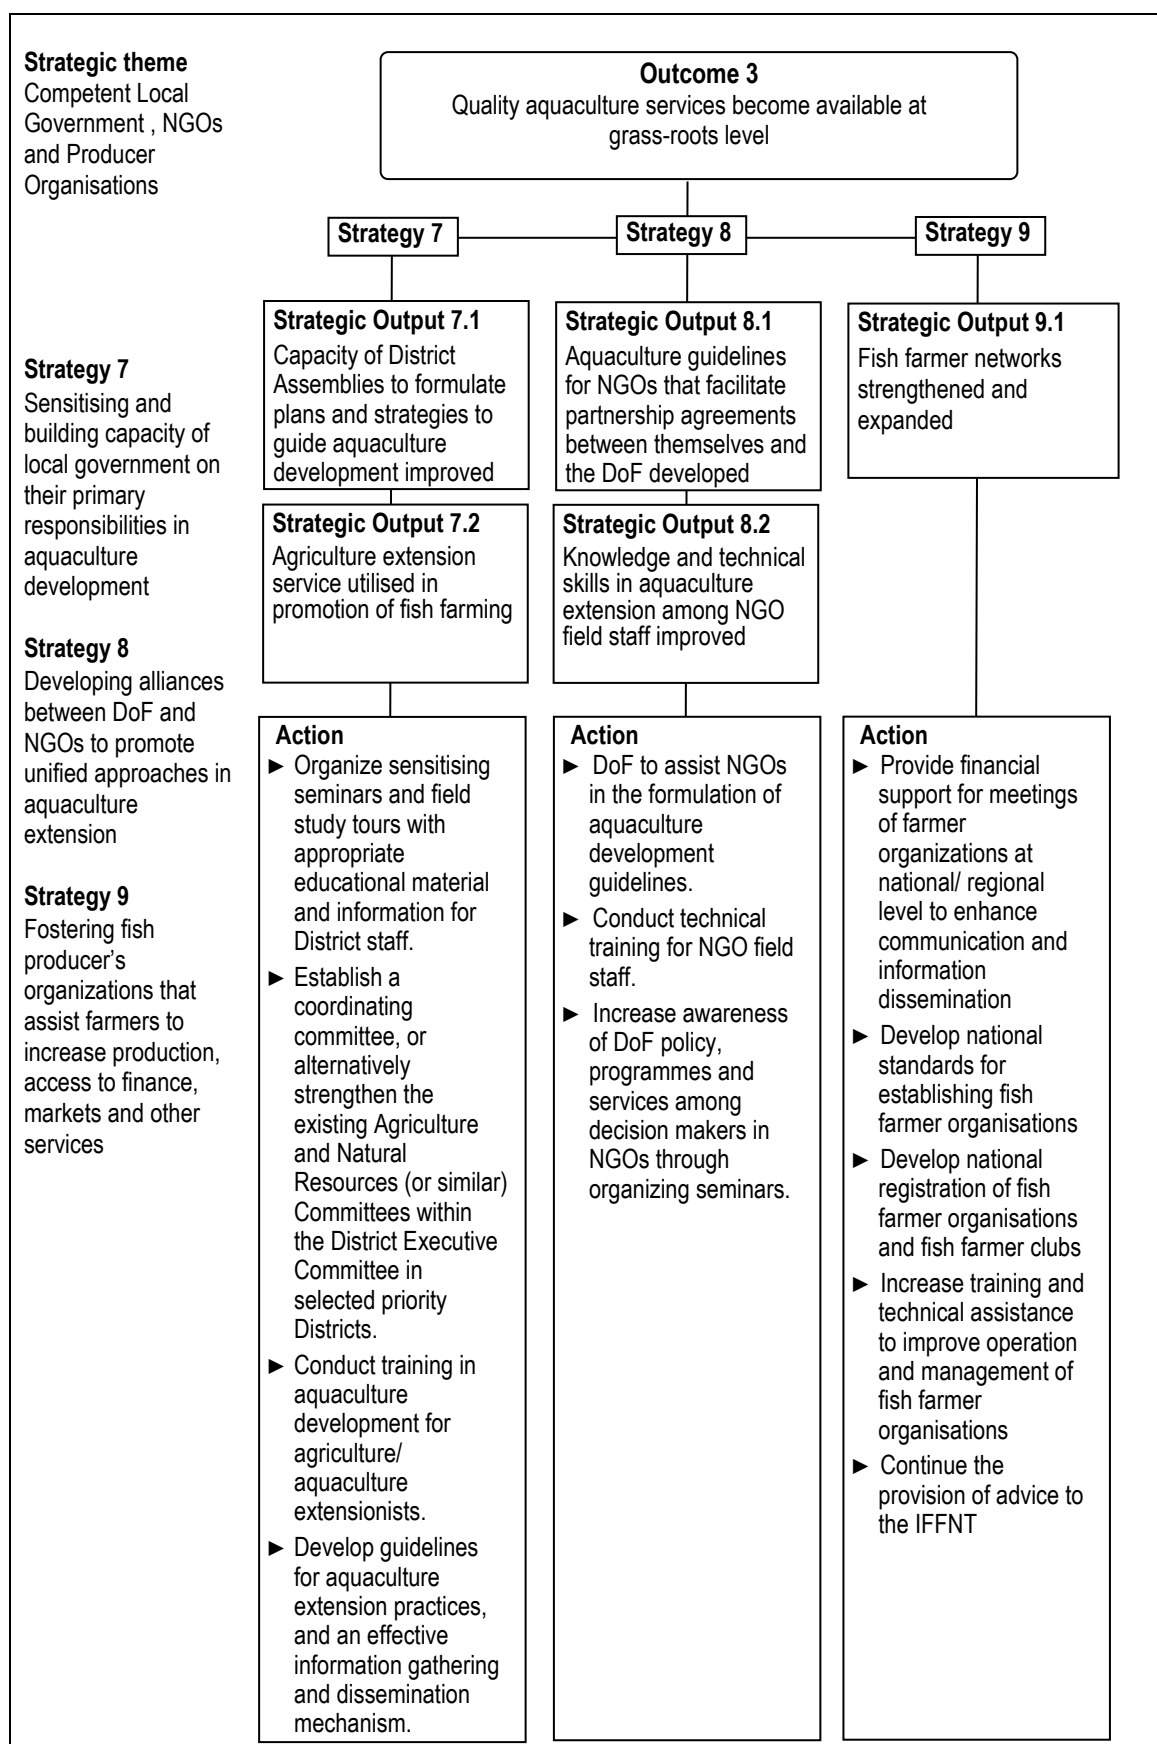 Strategic theme
Competent Local
Government , NGOs
and Producer
Organisations
Outcome 3
Quality aquaculture services become available at
grass-roots level
Strategy 7
Strategy 8
Strategy 9
Strategy 7
Sensitising and
building capacity of
local government on
their primary
responsibilities in
aquaculture
development
Strategy 8
Developing alliances
between DoF and
NGOs to promote
unified approaches in
aquaculture
extension
Strategy 9
Fostering fish
producer’s
organizations that
assist farmers to
increase production,
access to finance,
markets and other
services
Strategic Output 7.1
Capacity of District
Assemblies to formulate
plans and strategies to
guide aquaculture
development improved
Strategic Output 7.2
Agriculture extension
service utilised in
promotion of fish farming
Action
► Organize sensitising
seminars and field
study tours with
appropriate
educational material
and information for
District staff.
► Establish a
coordinating
committee, or
alternatively
strengthen the
existing Agriculture
and Natural
Resources (or similar)
Committees within
the District Executive
Committee in
selected priority
Districts.
► Conduct training in
aquaculture
development for
agriculture/
aquaculture
extensionists.
► Develop guidelines
for aquaculture
extension practices,
and an effective
information gathering
and dissemination
mechanism.
Strategic Output 8.1
Aquaculture guidelines
for NGOs that facilitate
partnership agreements
between themselves and
the DoF developed
Strategic Output 8.2
Knowledge and technical
skills in aquaculture
extension among NGO
field staff improved
Action
► DoF to assist NGOs
in the formulation of
aquaculture
development
guidelines.
► Conduct technical
training for NGO field
staff.
► Increase awareness
of DoF policy,
programmes and
services among
decision makers in
NGOs through
organizing seminars.
Strategic Output 9.1
Fish farmer networks
strengthened and
expanded
Action
► Provide financial
support for meetings
of farmer
organizations at
national/ regional
level to enhance
communication and
information
dissemination
► Develop national
standards for
establishing fish
farmer organisations
► Develop national
registration of fish
farmer organisations
and fish farmer clubs
► Increase training and
technical assistance
to improve operation
and management of
fish farmer
organisations
► Continue the
provision of advice to
the IFFNT